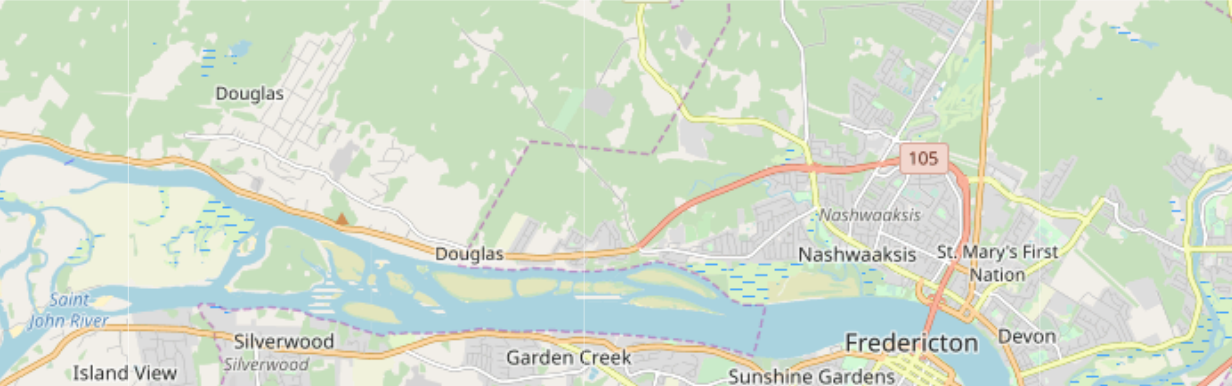 Douglas
105
Nashwaaksis
Douglas
Nashwaaksis
St. Mary's First
Nation
Saint
John River
Silverwood
Silverwood
Garden Creek
Island View
Fredericton
Devon
Sunshine Gardens